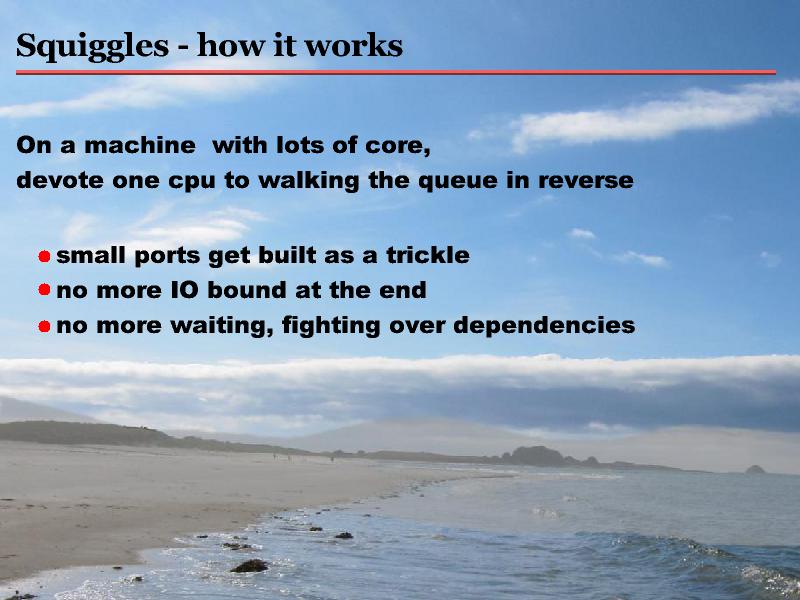 Squiggles - how it works
On a machine  with lots of core,
devote one cpu to walking the queue in reverse
small ports get built as a trickle
no more IO bound at the end
no more waiting, fighting over dependencies